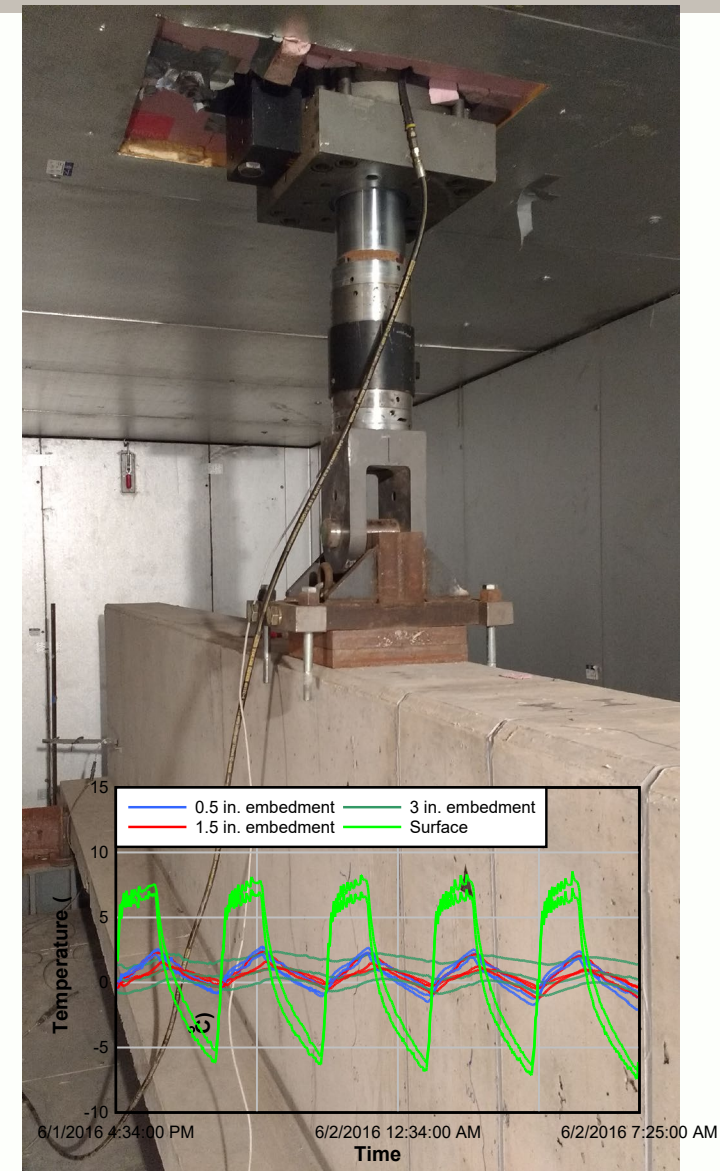 15
0.5 in. embedment
3 in. embedment
1.5 in. embedment
Surface
10
5
0
-5
-10
Temperature (
°C)
6/1/2016 4:34:00 PM
6/2/2016 12:34:00 AM
6/2/2016 7:25:00 AM
Time